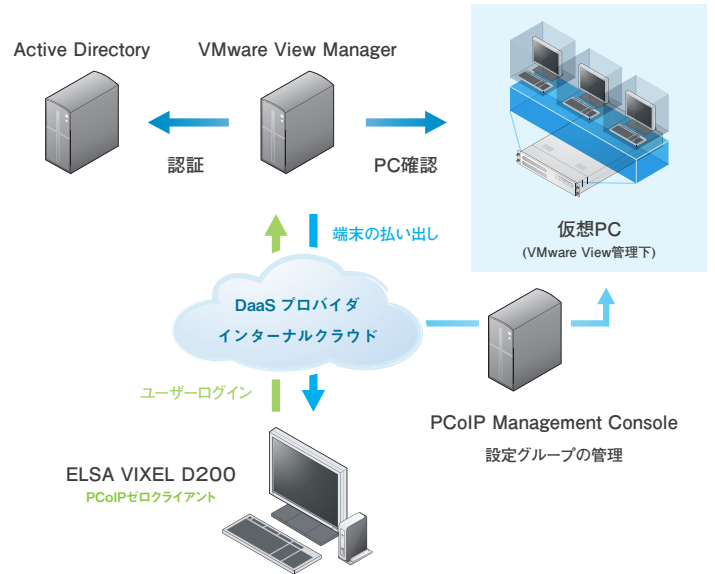 Active Directory
VMware View Manager
認証
PC確認
仮想PC
(VMware View管理下)
端末の払い出し
DaaS プロバイダ
インターナルクラウド
ユーザーログイン
PCoIP Management Console
設定グループの管理
ELSA VIXEL D200
PCoIPゼロクライアント